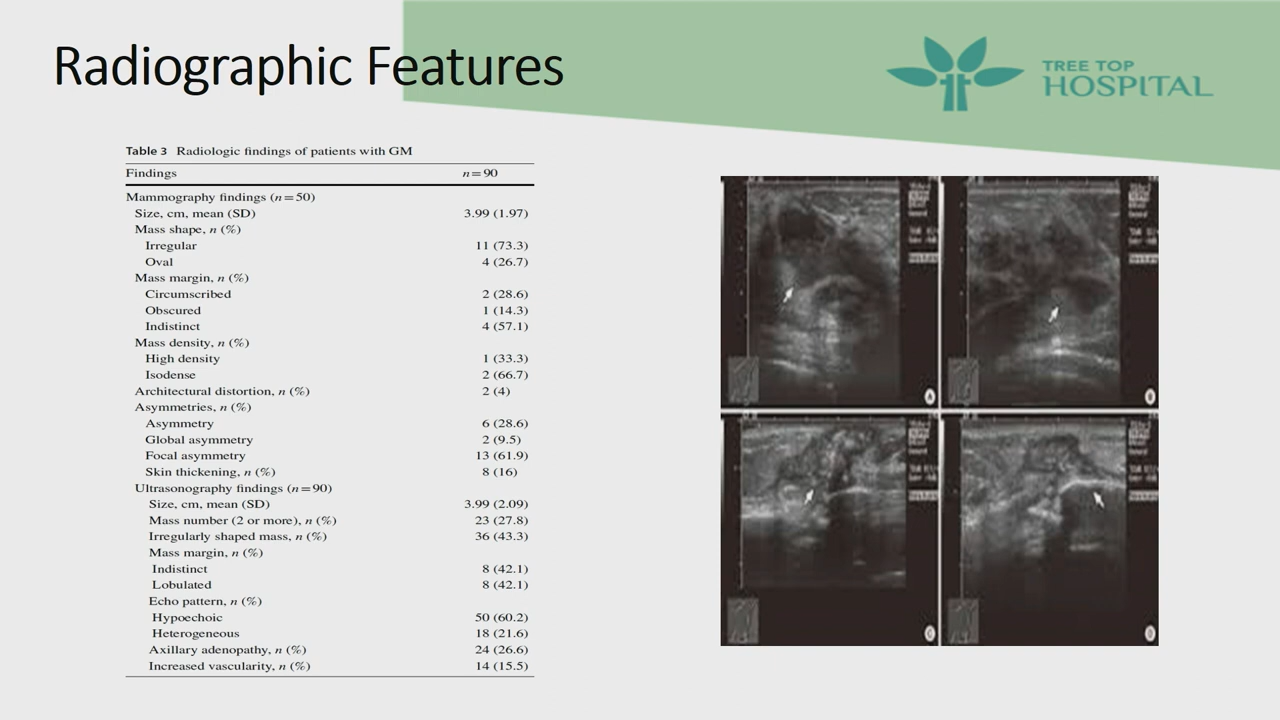 Radiographic Features
TREE TOP
HOSPITAL
Table 3 Radiologic findings of patients with GM
Findings n=90
Mammography findings (n=50)
Size, cm, mean (SD) 3.99 (1.97)
Mass shape, n (%)
Irregular 11 (73.3)
Oval 4 (26.7)
Mass margin, n (%)
Circumscribed 2 (28.6)
Obscured 1 (14.3)
Indistinct 4 (57.1)
Mass density, n (%)
High density 1 (33.3)
Isodense 2 (66.7)
Architectural distortion, n (%) 2 (4)
Asymmetries, n (%)
Asymmetry 6 (28.6)
Global asymmetry 2 (9.5)
Focal asymmetry 13 (61.9)
Skin thickening, n (%) 8 (16)
Ultrasonography findings (n=90)
Size, cm, mean (SD) 3.99 (2.09)
Mass number (2 or more), n (%) 23 (27.8)
Irregularly shaped mass, n (%) 36 (43.3)
Mass margin, n (%)
Indistinct 8 (42.1)
Lobulated 8 (42.1)
Echo pattern, n (%)
Hypoechoic 50 (60.2)
Heterogeneous 18 (21.6)
Axillary adenopathy, n (%) 24 (26.6)
Increased vascularity, n (%) 14 (15.5)
A
B
C
D